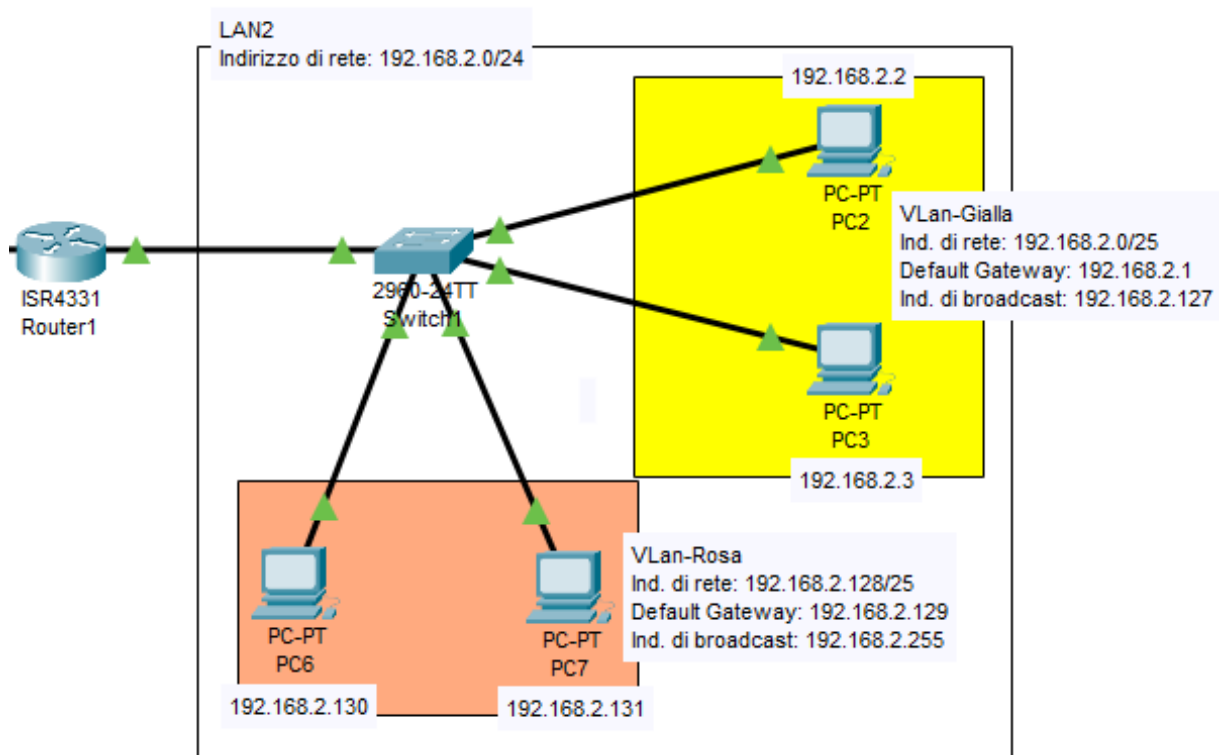 LAN2
Indirizzo di rete: 192.168.2.0/24
192.168.2.2
PC-PT
PC2
VLan-Gialla
Ind. di rete: 192.168.2.0/25
Default Gateway: 192.168.2.1
Ind. di broadcast: 192.168.2.127
ISR4331
Router1
2960-24TT
Switch1
PC-PT
PC3
192.168.2.3
VLan-Rosa
Ind. di rete: 192.168.2.128/25
Default Gateway: 192.168.2.129
Ind. di broadcast: 192.168.2.255
PC-PT
PC6
PC-PT
PC7
192.168.2.130
192.168.2.131